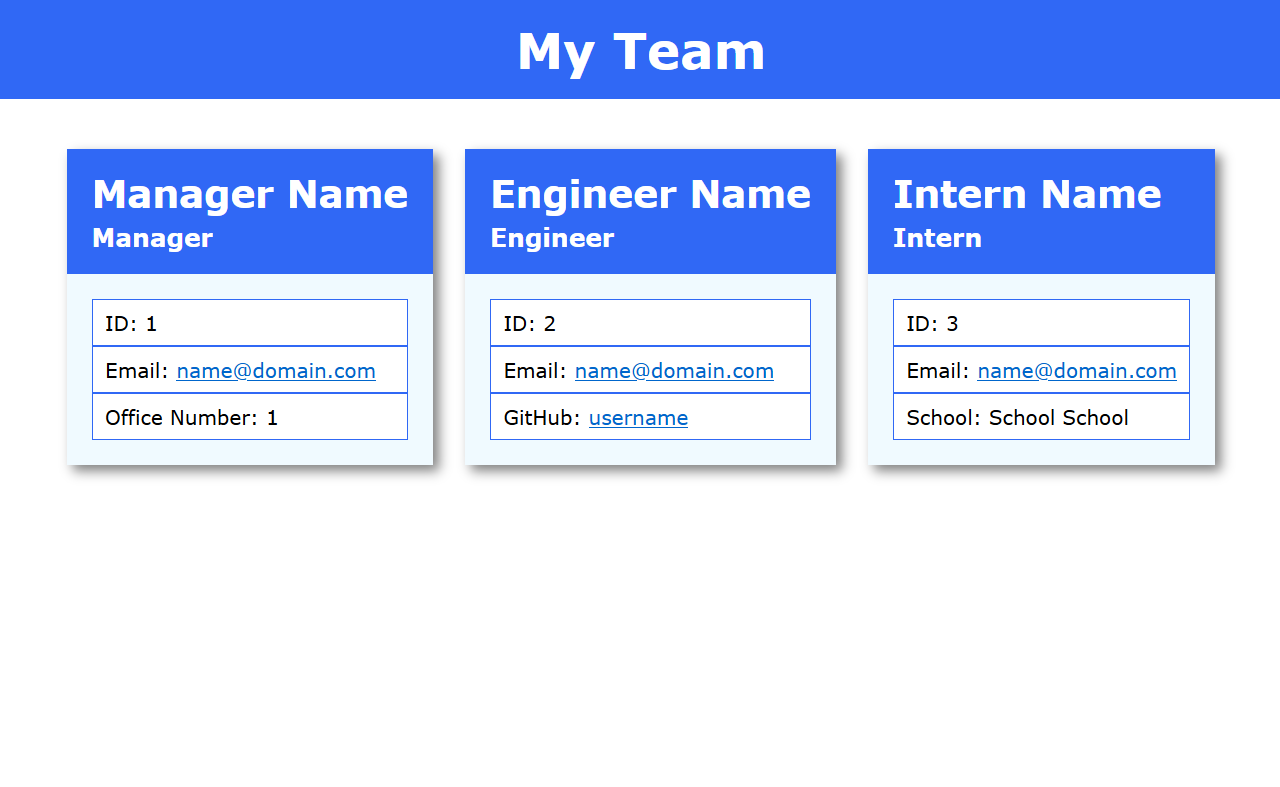 My Team
Manager Name
Manager
ID: 1
Email: name@domain.com
Office Number: 1
Engineer Name
Engineer
ID: 2
Email: name@domain.com
GitHub: username
Intern Name
Intern
ID: 3
Email: name@domain.com
School: School School